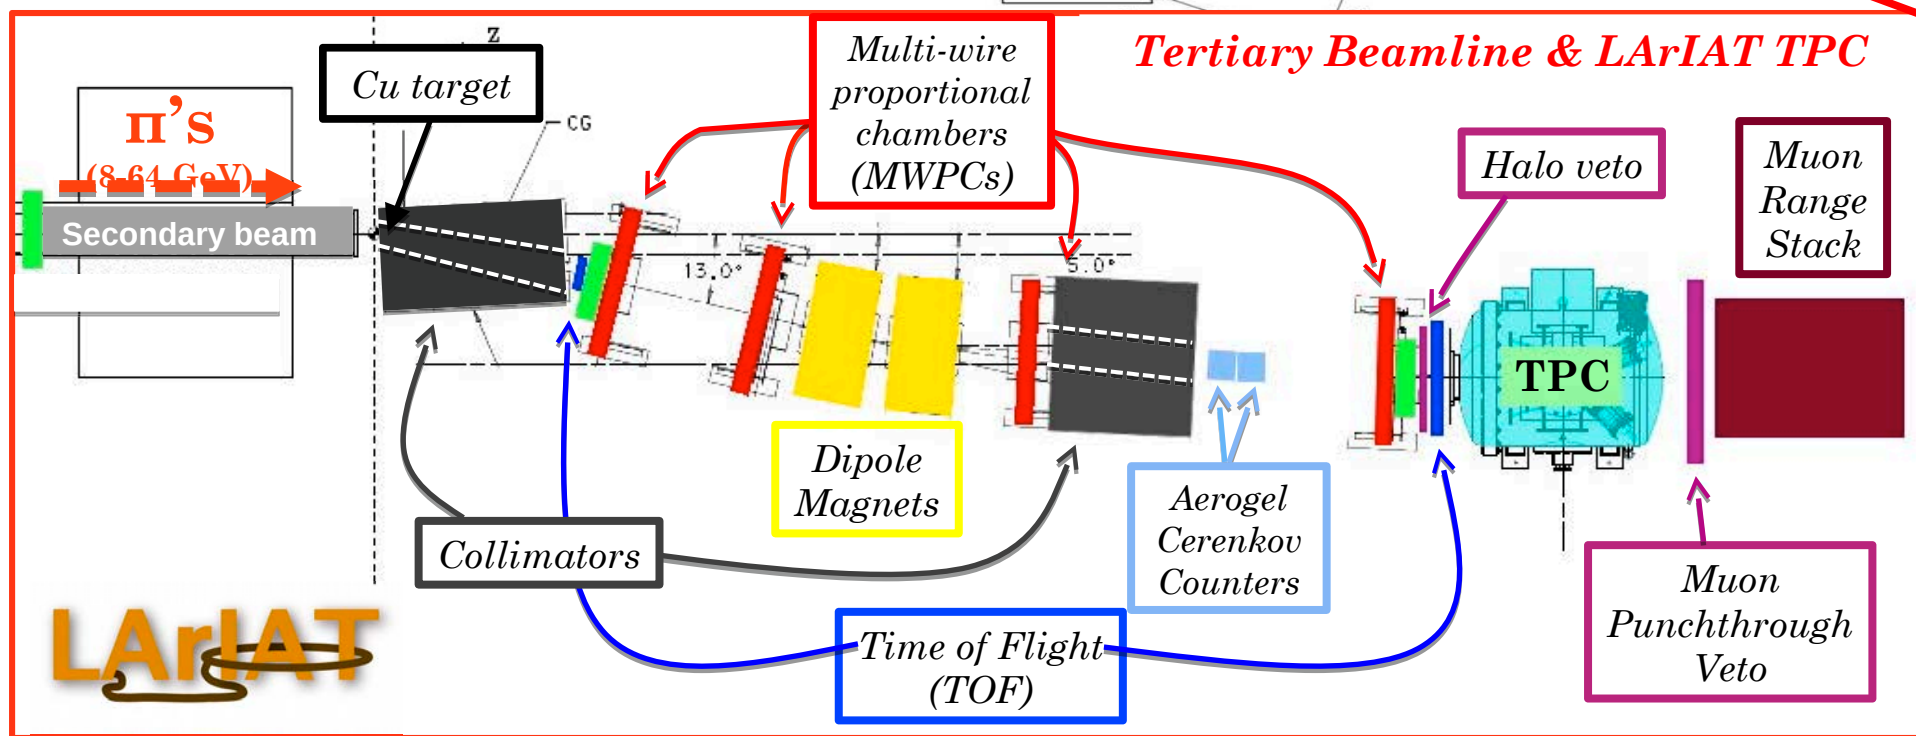 Tertiary Beamline & LArIAT TPC
Z
Cu target
Multi-wire
proportional
chambers
(MWPCs)
π's
(8-64 GeV)
CG
Secondary beam
Halo veto
Muon
Range
Stack
13.0°
5.0°
TPC
Dipole
Magnets
Collimators
Aerogel
Cerenkov
Counters
Time of Flight
(TOF)
Muon
Punchthrough
Veto
LArIAT